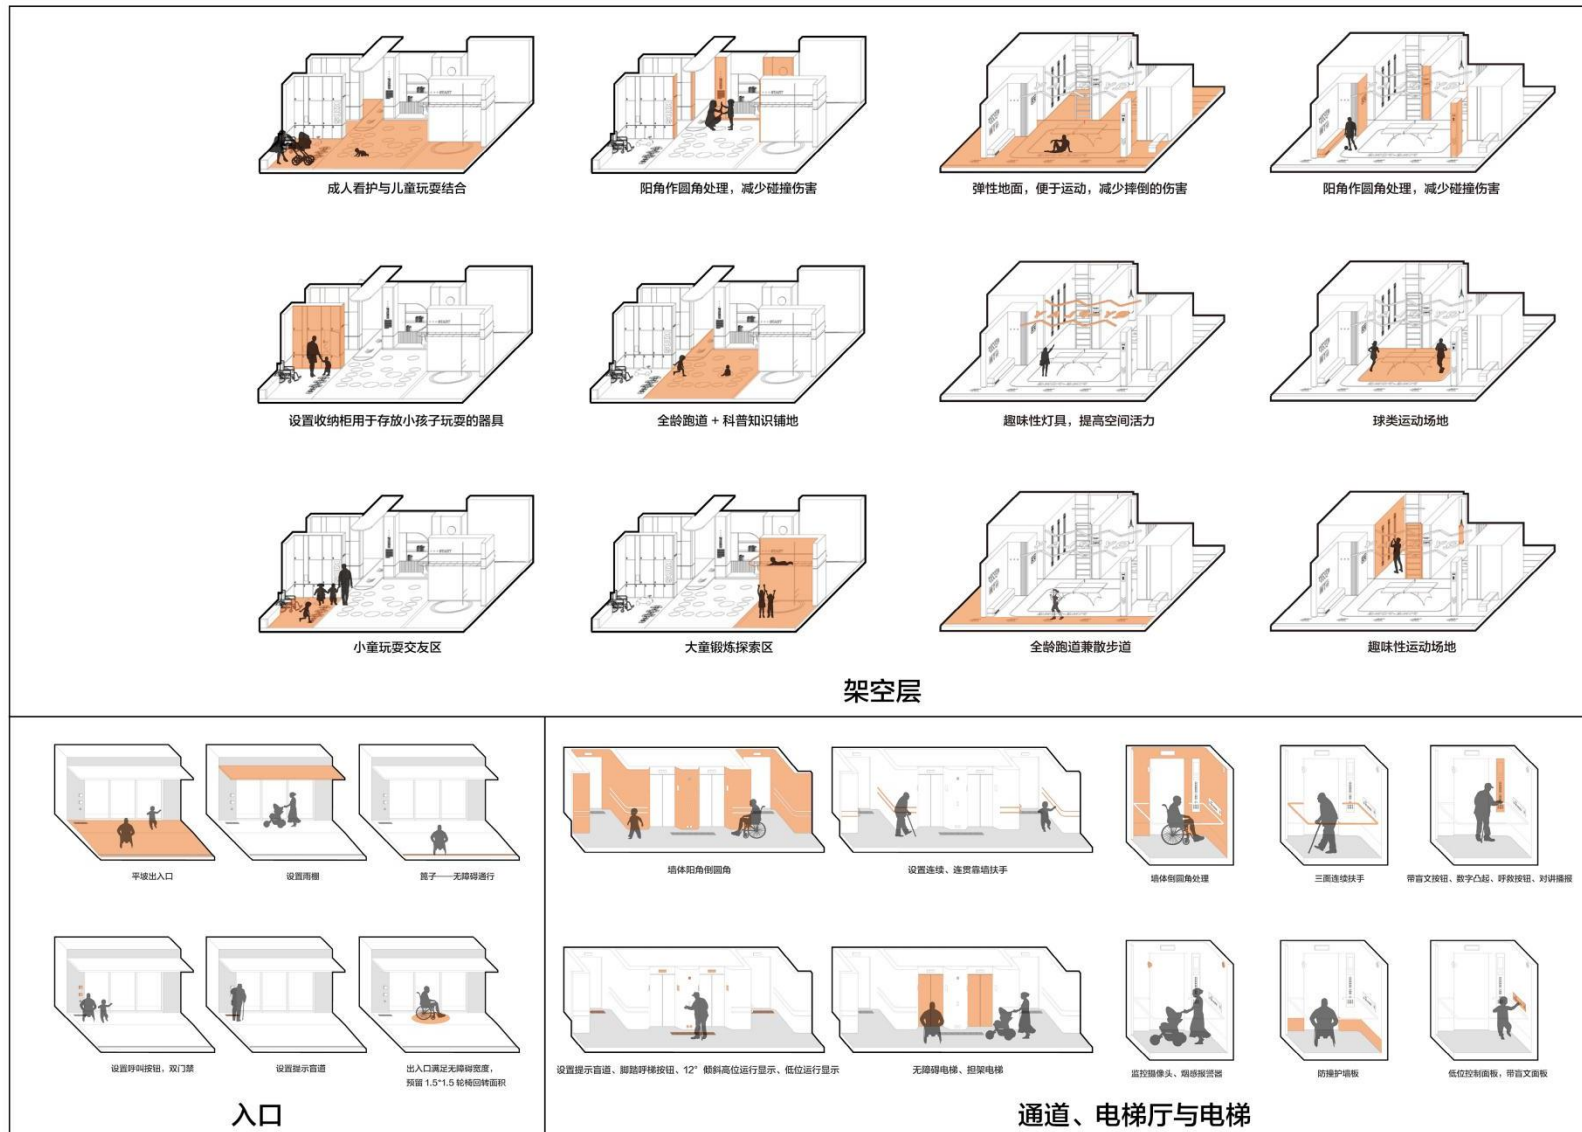 成人看护与儿童玩耍结合
阳角作圆角处理，减少碰撞伤害
弹性地面，便于运动，减少摔倒的伤害
阳角作圆角处理，减少碰撞伤害
设置收纳柜用于存放小孩子玩耍的器具
全龄跑道 + 科普知识铺地
趣味性灯具，提高空间活力
球类运动场地
小童玩耍交友区
大童锻炼探索区
全龄跑道兼散步道
趣味性运动场地
架空层
平坡出入口
设置雨棚
篦子——无障碍通行
设置呼叫按钮，双门禁
设置提示盲道
出入口满足无障碍宽度，
预留 1.5*1.5 轮椅回转面积
入口
墙体阳角倒圆角
设置连续、连贯靠墙扶手
墙体倒圆角处理
三面连续扶手
带盲文按钮、数字凸起、呼救按钮、对讲播报
设置提示盲道、脚踏呼梯按钮、12° 倾斜高位运行显示、低位运行显示
无障碍电梯、担架电梯
监控摄像头、烟感报警器
防撞护墙板
低位控制面板，带盲文面板
通道、电梯厅与电梯